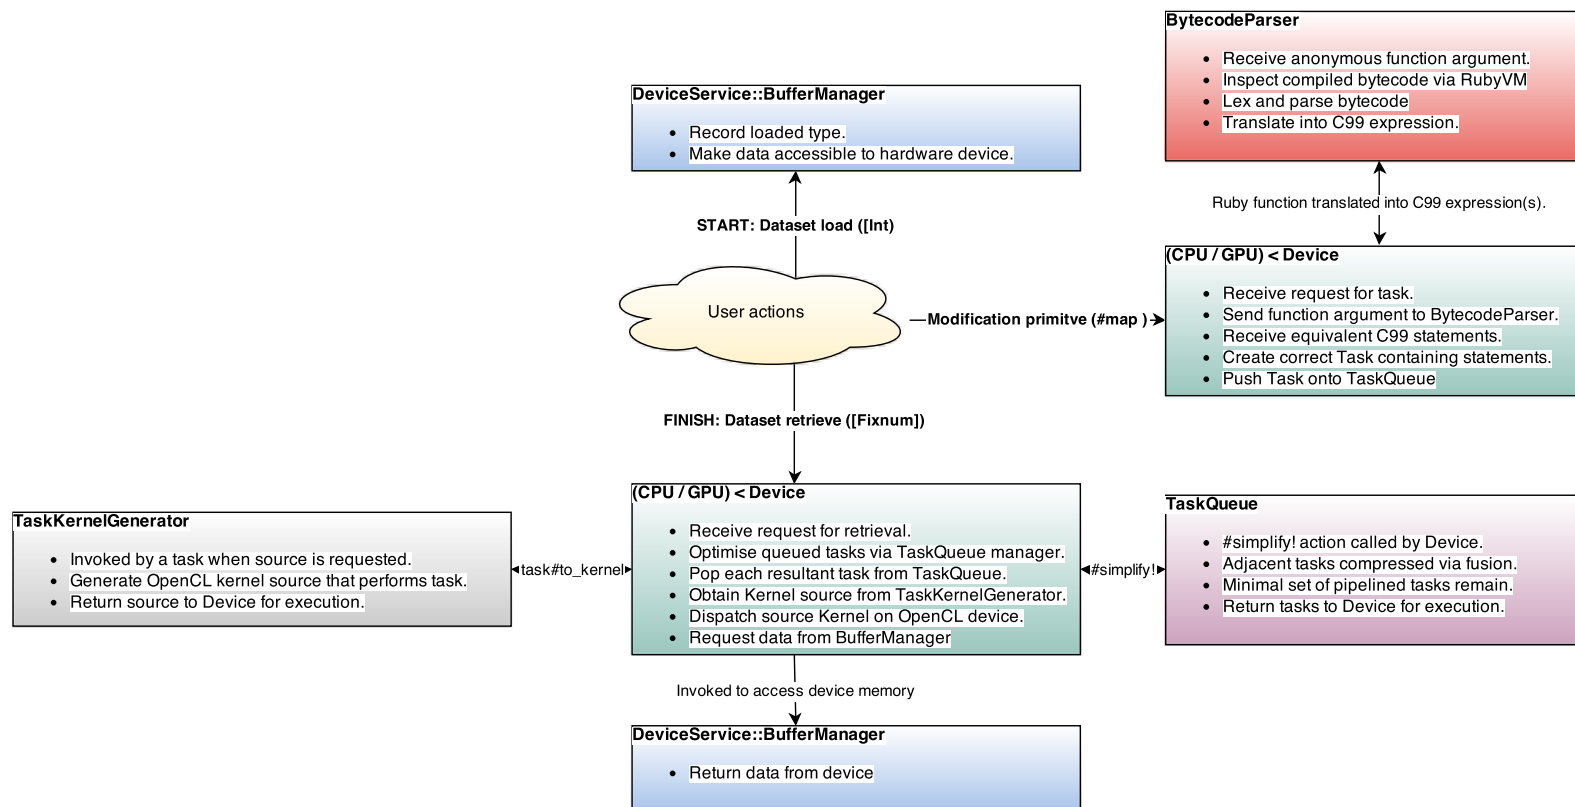 BytecodeParser
• Receive anonymous function argument.
• Inspect compiled bytecode via RubyVM
• Lex and parse bytecode
• Translate into C99 expression.
DeviceService::BufferManager
• Record loaded type.
• Make data accessible to hardware device.
Ruby function translated into C99 expression(s).
START: Dataset load ([Int)
(CPU / GPU) < Device
• Receive request for task.
• Send function argument to BytecodeParser.
• Receive equivalent C99 statements.
• Create correct Task containing statements.
• Push Task onto TaskQueue
User actions
Modification primitve (#map )
FINISH: Dataset retrieve ([Fixnum])
(CPU / GPU) < Device
• Receive request for retrieval.
• Optimise queued tasks via TaskQueue manager.
• Pop each resultant task from TaskQueue.
• Obtain Kernel source from TaskKernelGenerator.
• Dispatch source Kernel on OpenCL device.
• Request data from BufferManager
TaskQueue
• #simplify! action called by Device.
• Adjacent tasks compressed via fusion.
• Minimal set of pipelined tasks remain.
• Return tasks to Device for execution.
TaskKernelGenerator
• Invoked by a task when source is requested.
• Generate OpenCL kernel source that performs task.
• Return source to Device for execution.
task#to_kernel
#simplify!
Invoked to access device memory
DeviceService::BufferManager
• Return data from device